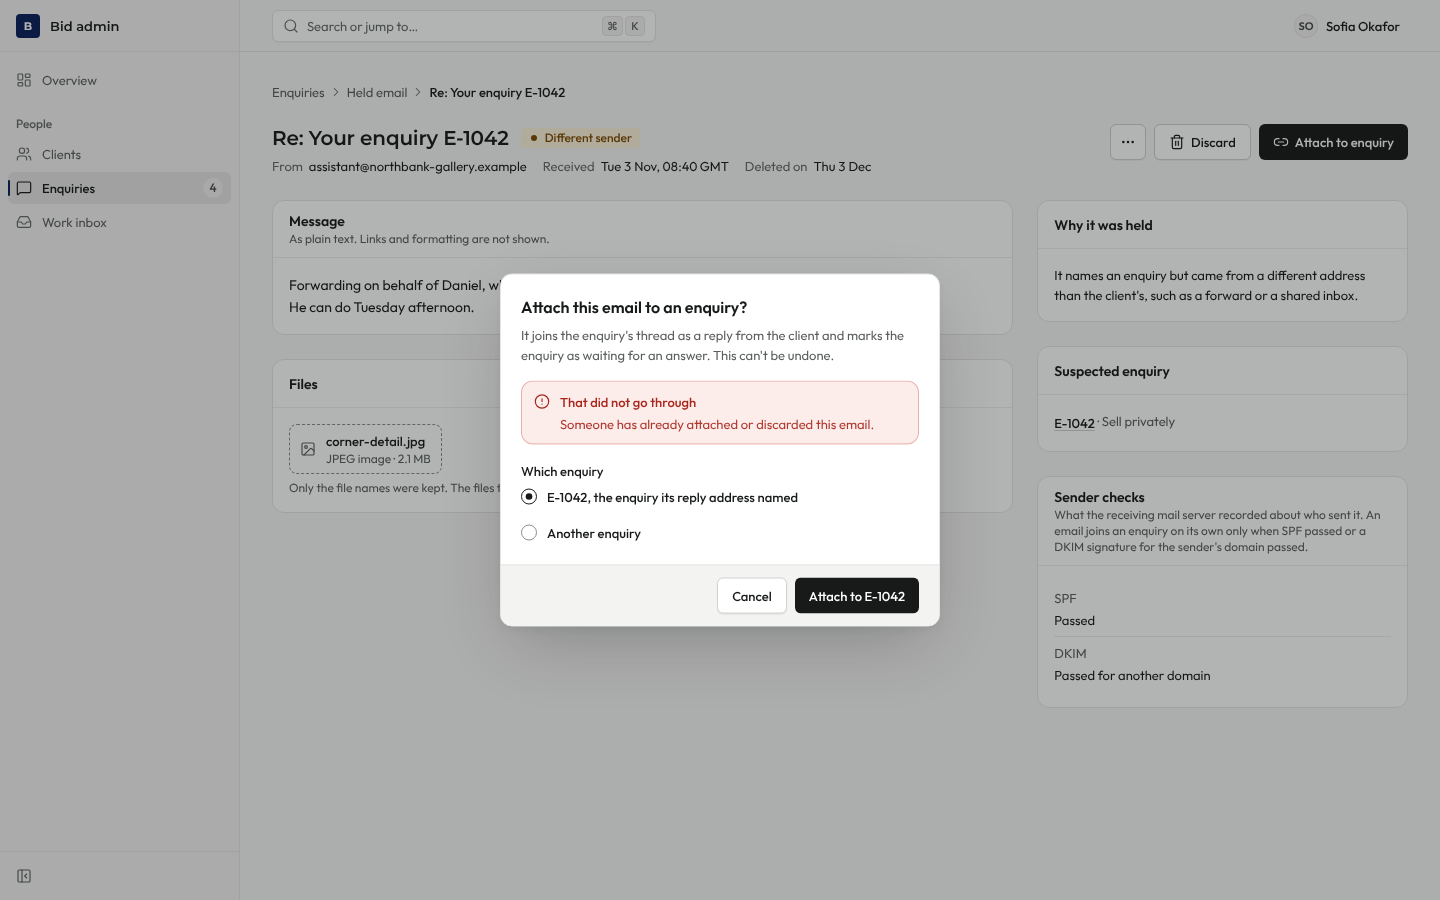 B Bid admin
Search or jump to...
⌘ K
SO Sofia Okafor
Overview
People
Clients
Enquiries 4
Work inbox
Enquiries > Held email > Re: Your enquiry E-1042
Re: Your enquiry E-1042
Different sender
From assistant@northbank-gallery.example Received Tue 3 Nov, 08:40 GMT Deleted on Thu 3 Dec
Discard
Attach to enquiry
Message
As plain text. Links and formatting are not shown.
Forwarding on behalf of Daniel,
He can do Tuesday afternoon.
Files
corner-detail.jpg
JPEG image · 2.1 MB
Only the file names were kept. The files
Attach this email to an enquiry?
It joins the enquiry's thread as a reply from the client and marks the
enquiry as waiting for an answer. This can't be undone.
That did not go through
Someone has already attached or discarded this email.
Which enquiry
E-1042, the enquiry its reply address named
Another enquiry
Cancel
Attach to E-1042
Why it was held
It names an enquiry but came from a different address
than the client's, such as a forward or a shared inbox.
Suspected enquiry
E-1042 · Sell privately
Sender checks
What the receiving mail server recorded about who sent it. An
email joins an enquiry on its own only when SPF passed or a
DKIM signature for the sender's domain passed.
SPF
Passed
DKIM
Passed for another domain